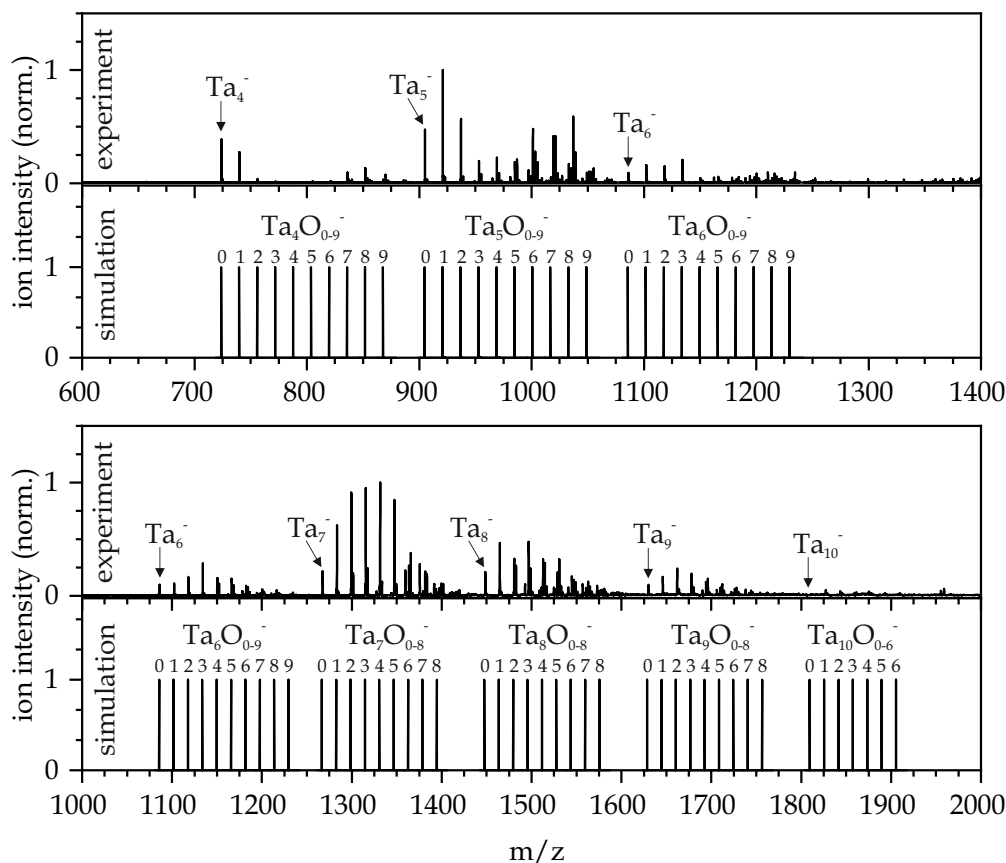 ion intensity (norm.)
experiment
simulation
1
0
1
0
Ta₄⁻
Ta₅⁻
Ta₆⁻
Ta₄O₀₋₉⁻
Ta₅O₀₋₉⁻
Ta₆O₀₋₉⁻
0 1 2 3 4 5 6 7 8 9
0 1 2 3 4 5 6 7 8 9
0 1 2 3 4 5 6 7 8 9
600 700 800 900 1000 1100 1200 1300 1400
ion intensity (norm.)
experiment
simulation
1
0
1
0
Ta₆⁻
Ta₇⁻
Ta₈⁻
Ta₉⁻
Ta₁₀⁻
Ta₆O₀₋₉⁻
Ta₇O₀₋₈⁻
Ta₈O₀₋₈⁻
Ta₉O₀₋₈⁻
Ta₁₀O₀₋₆⁻
0 1 2 3 4 5 6 7 8 9
0 1 2 3 4 5 6 7 8
0 1 2 3 4 5 6 7 8
0 1 2 3 4 5 6 7 8
0 1 2 3 4 5 6
1000 1100 1200 1300 1400 1500 1600 1700 1800 1900 2000
m/z